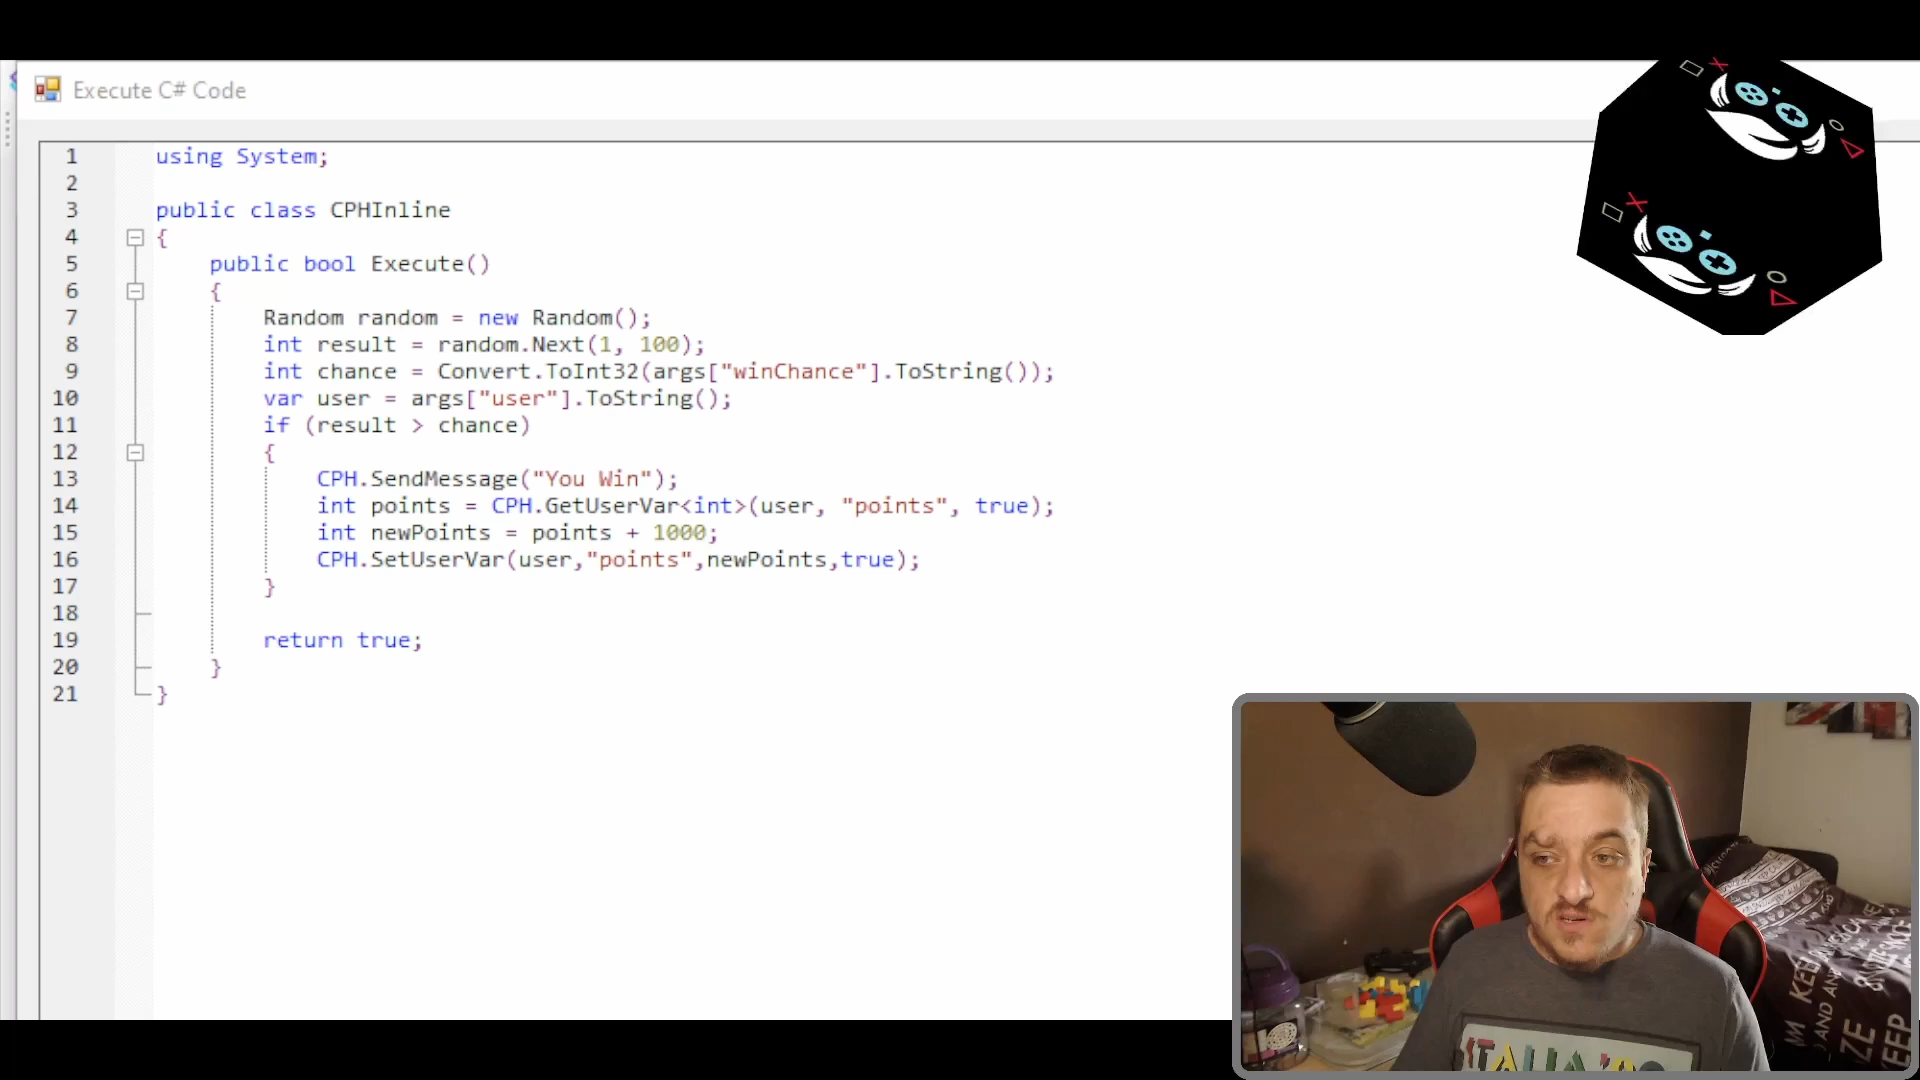 Execute C# Code
1 using System;
2
3 public class CPHInline
4 {
5 public bool Execute()
6 {
7 Random random = new Random();
8 int result = random.Next(1, 100);
9 int chance = Convert.ToInt32(args["winChance"].ToString());
10 var user = args["user"].ToString();
11 if (result > chance)
12 {
13 CPH.SendMessage("You Win");
14 int points = CPH.GetUserVar<int>(user, "points", true);
15 int newPoints = points + 1000;
16 CPH.SetUserVar(user,"points",newPoints,true);
17 }
18
19 return true;
20 }
21 }
ITALIA '90
KEEP
AND